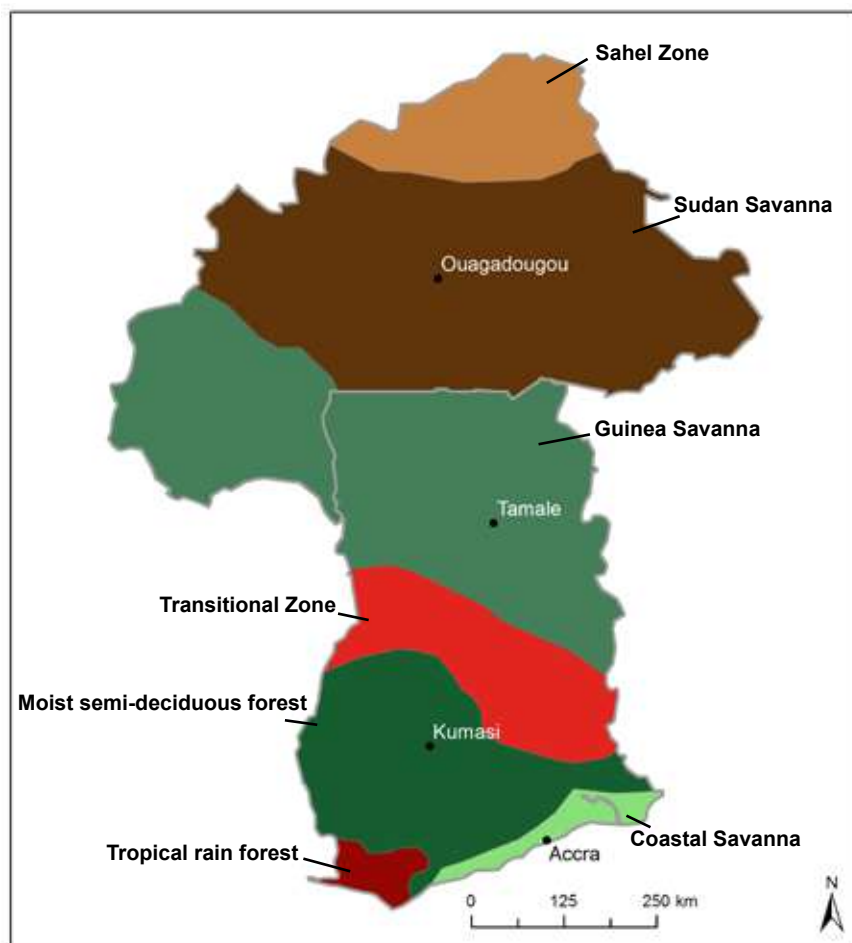 Sahel Zone
Sudan Savanna
Ouagadougou
Guinea Savanna
Tamale
Transitional Zone
Moist semi-deciduous forest
Kumasi
Coastal Savanna
Tropical rain forest
Accra
N
0 125 250 km